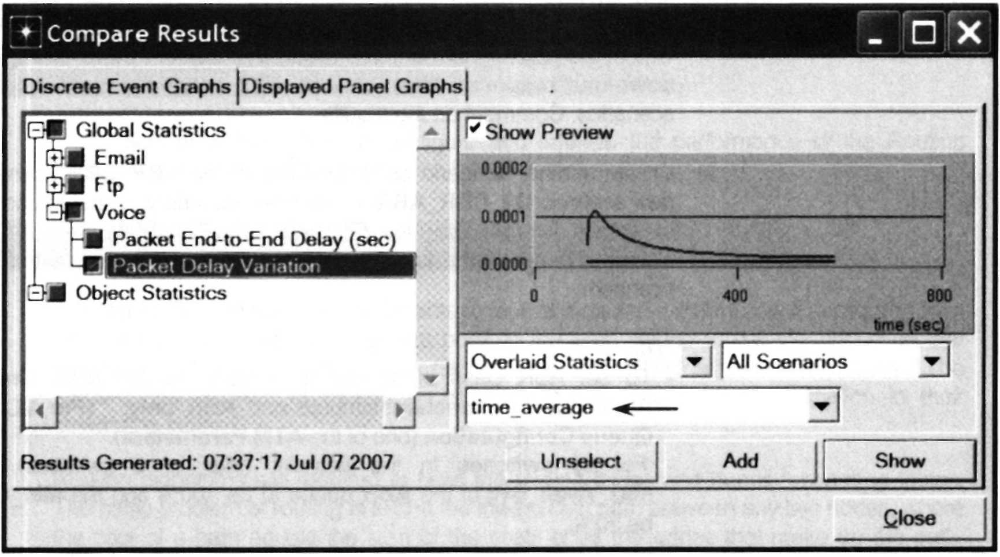 Compare Results
Discrete Event Graphs
Displayed Panel Graphs
Global Statistics
Email
Ftp
Voice
Packet End-to-End Delay (sec)
Packet Delay Variation
Object Statistics
Show Preview
0.0002
0.0001
0.0000
0
400
800
time (sec)
Overlaid Statistics
All Scenarios
time_average
Results Generated: 07:37:17 Jul 07 2007
Unselect
Add
Show
Close